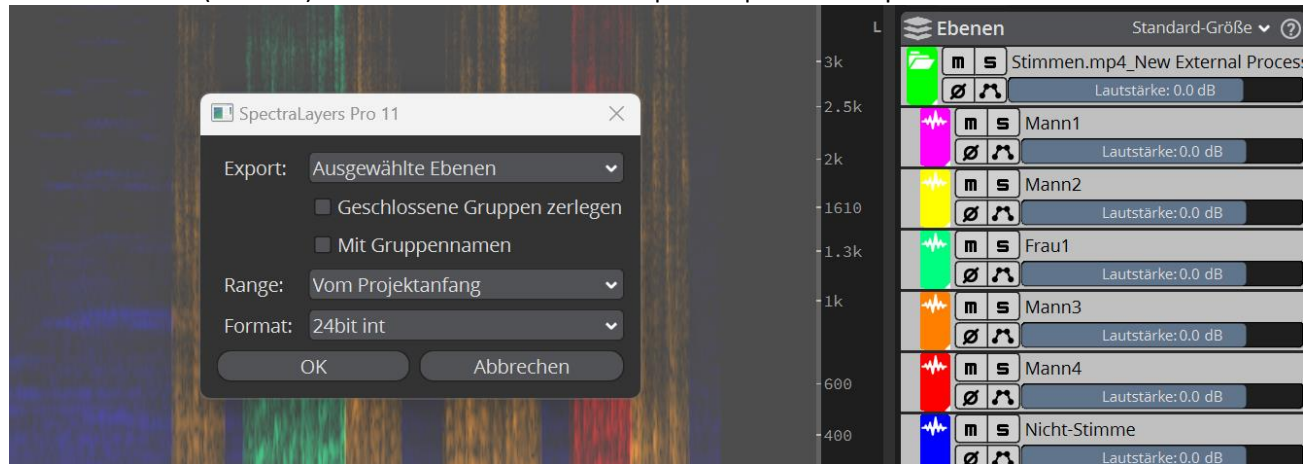 L
Ebenen Standard-Größe
3k
m s Stimmen.mp4_New External Process
Lautstärke: 0.0 dB
SpectraLayers Pro 11
2.5k
m s Mann1
Export: Ausgewählte Ebenen
2k
Lautstärke: 0.0 dB
m s Mann2
Geschlossene Gruppen zerlegen
1610
Lautstärke: 0.0 dB
Mit Gruppennamen
m s Frau1
1.3k
Lautstärke: 0.0 dB
Range: Vom Projektanfang
1k
m s Mann3
Format: 24bit int
Lautstärke: 0.0 dB
OK Abbrechen
m s Mann4
600
Lautstärke: 0.0 dB
m s Nicht-Stimme
400
Lautstärke: 0.0 dB